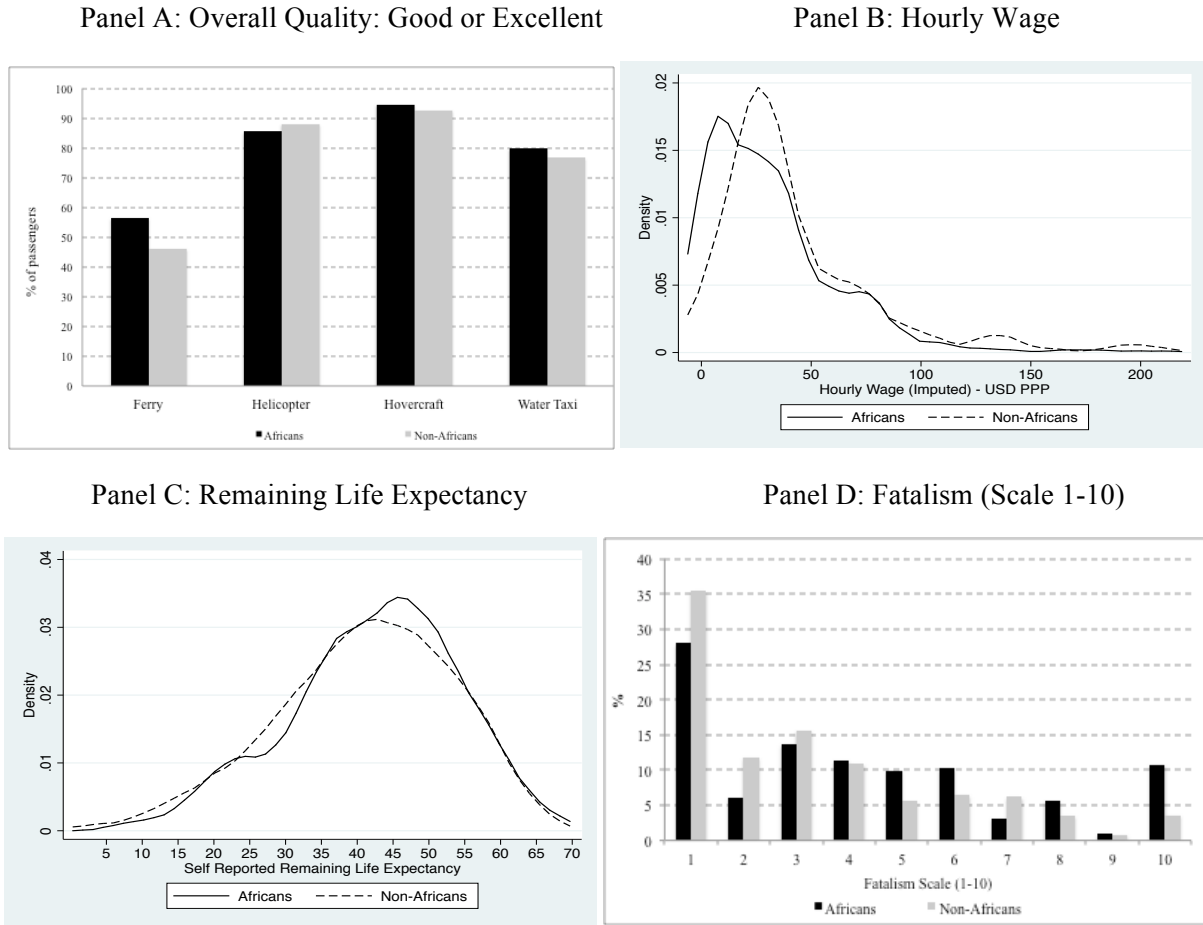 Panel A: Overall Quality: Good or Excellent
% of passengers
100
90
80
70
60
50
40
30
20
10
0
Ferry Helicopter Hovercraft Water Taxi
Africans Non-Africans
Panel B: Hourly Wage
Density
.02
.015
.01
.005
0
0 50 100 150 200
Hourly Wage (Imputed) - USD PPP
Africans Non-Africans
Panel C: Remaining Life Expectancy
Density
.04
.03
.02
.01
0
5 10 15 20 25 30 35 40 45 50 55 60 65 70
Self Reported Remaining Life Expectancy
Africans Non-Africans
Panel D: Fatalism (Scale 1-10)
%
40
35
30
25
20
15
10
5
0
1 2 3 4 5 6 7 8 9 10
Fatalism Scale (1-10)
Africans Non-Africans